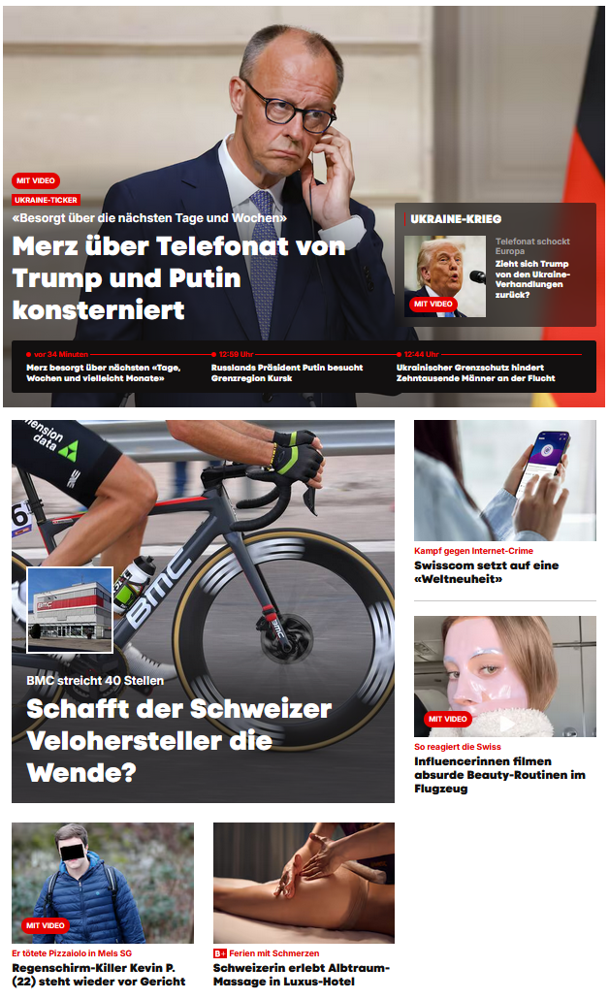 MIT VIDEO
UKRAINE-TICKER
«Besorgt über die nächsten Tage und Wochen»
Merz über Telefonat von
Trump und Putin
konsterniert
UKRAINE-KRIEG
Telefonat schockt
Europa
Zieht sich Trump
von den Ukraine-
Verhandlungen
zurück?
MIT VIDEO
vor 34 Minuten
Merz besorgt über nächsten «Tage,
Wochen und vielleicht Monate»
12:59 Uhr
Russlands Präsident Putin besucht
Grenzregion Kursk
12:44 Uhr
Ukrainischer Grenzschutz hindert
Zehntausende Männer an der Flucht
dimension
data
6
BMC
BMC
BMC
BMC streicht 40 Stellen
Schafft der Schweizer
Velohersteller die
Wende?
Kampf gegen Internet-Crime
Swisscom setzt auf eine
«Weltneuheit»
MIT VIDEO
So reagiert die Swiss
Influencerinnen filmen
absurde Beauty-Routinen im
Flugzeug
MIT VIDEO
Er tötete Pizzaiolo in Mels SG
Regenschirm-Killer Kevin P.
(22) steht wieder vor Gericht
B+ Ferien mit Schmerzen
Schweizerin erlebt Albtraum-
Massage in Luxus-Hotel